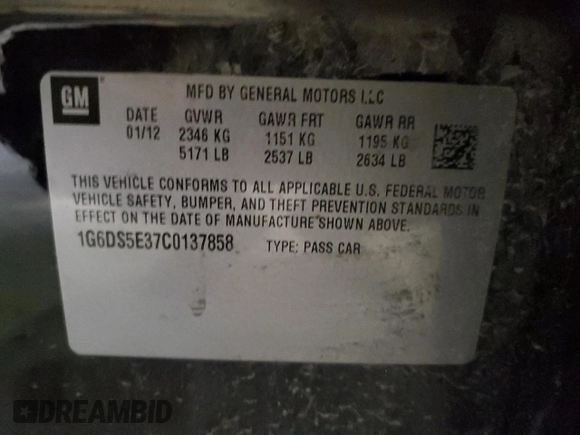 GM
MFD BY GENERAL MOTORS LLC
DATE GVWR GAWR FRT GAWR RR
01/12 2346 KG 1151 KG 1195 KG
5171 LB 2537 LB 2634 LB
THIS VEHICLE CONFORMS TO ALL APPLICABLE U.S. FEDERAL MOTOR
VEHICLE SAFETY, BUMPER, AND THEFT PREVENTION STANDARDS IN
EFFECT ON THE DATE OF MANUFACTURE SHOWN ABOVE.
1G6DS5E37C0137858 TYPE: PASS CAR
DREAMBID